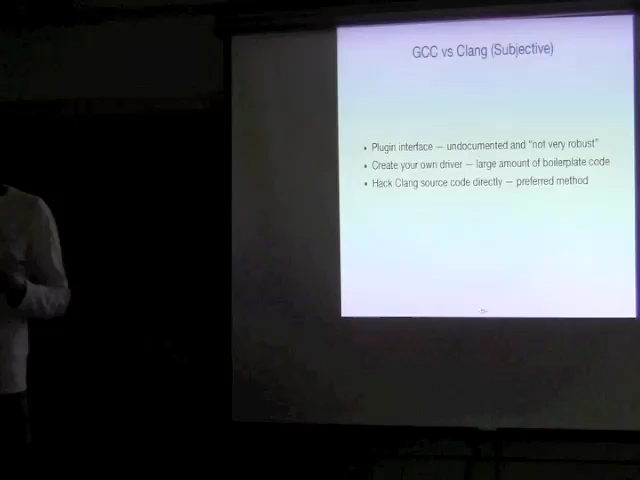 GCC vs Clang (Subjective)
• Plugin interface — undocumented and “not very robust”
• Create your own driver — large amount of boilerplate code
• Hack Clang source code directly — preferred method